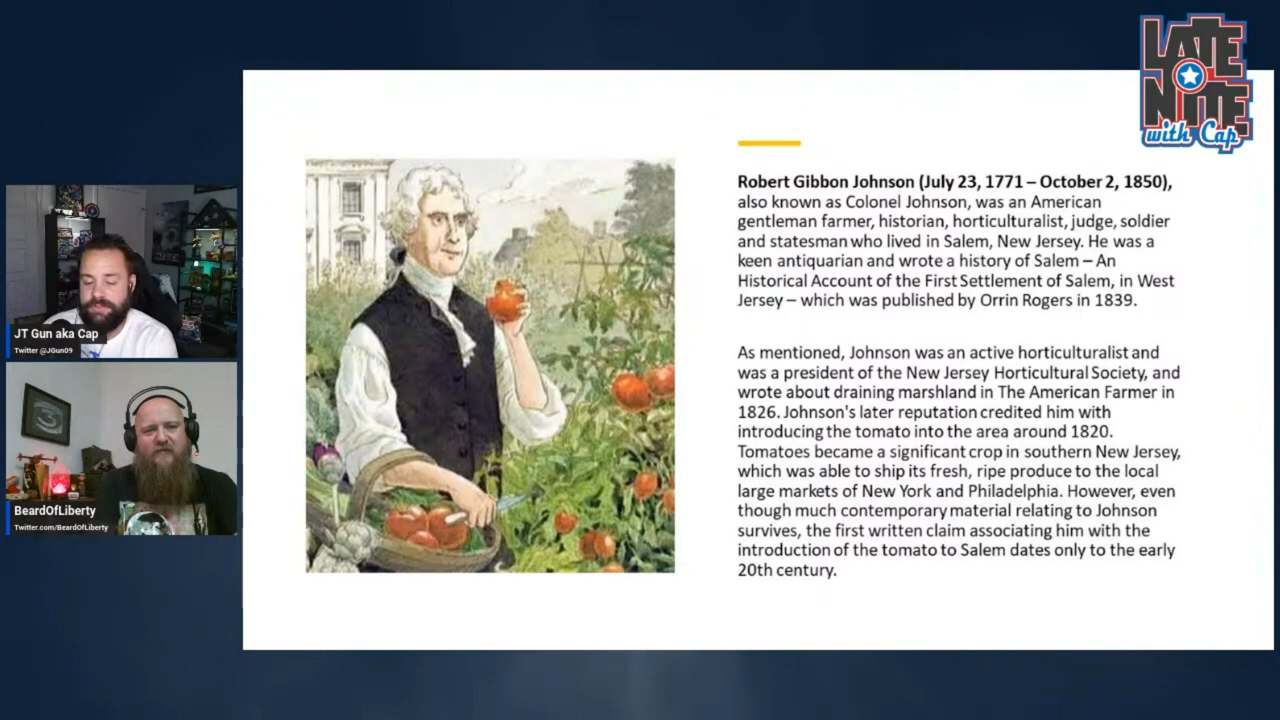 LATE
NITE
with Cap
JT Gun aka Cap
Twitter @JGun09
BeardOfLiberty
Twitter.com/BeardOfLiberty
Robert Gibbon Johnson (July 23, 1771 – October 2, 1850),
also known as Colonel Johnson, was an American
gentleman farmer, historian, horticulturalist, judge, soldier
and statesman who lived in Salem, New Jersey. He was a
keen antiquarian and wrote a history of Salem – An
Historical Account of the First Settlement of Salem, in West
Jersey – which was published by Orrin Rogers in 1839.
As mentioned, Johnson was an active horticulturalist and
was a president of the New Jersey Horticultural Society, and
wrote about draining marshland in The American Farmer in
1826. Johnson's later reputation credited him with
introducing the tomato into the area around 1820.
Tomatoes became a significant crop in southern New Jersey,
which was able to ship its fresh, ripe produce to the local
large markets of New York and Philadelphia. However, even
though much contemporary material relating to Johnson
survives, the first written claim associating him with the
introduction of the tomato to Salem dates only to the early
20th century.